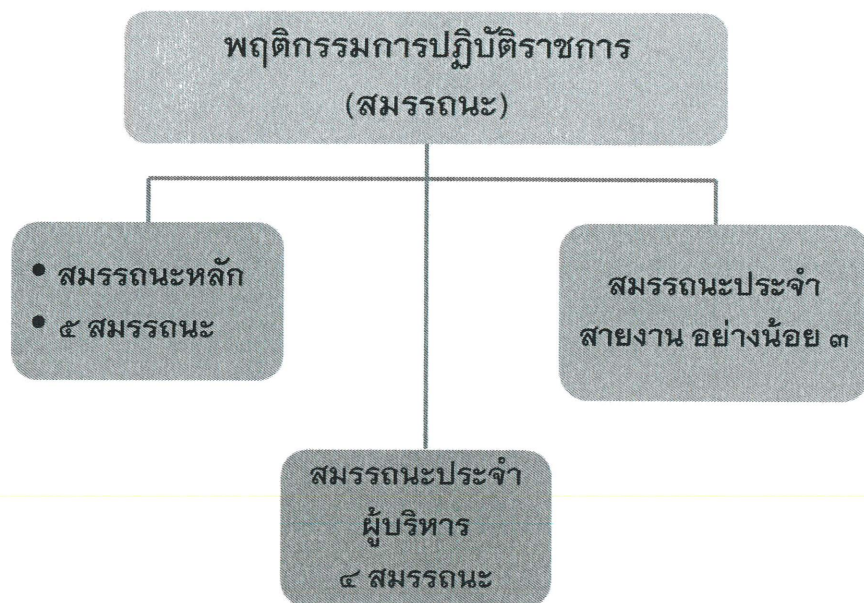 พฤติกรรมการปฏิบัติราชการ
(สมรรถนะ)
• สมรรถนะหลัก
• ๕ สมรรถนะ
สมรรถนะประจำ
สายงาน อย่างน้อย ๓
สมรรถนะประจำ
ผู้บริหาร
๔ สมรรถนะ